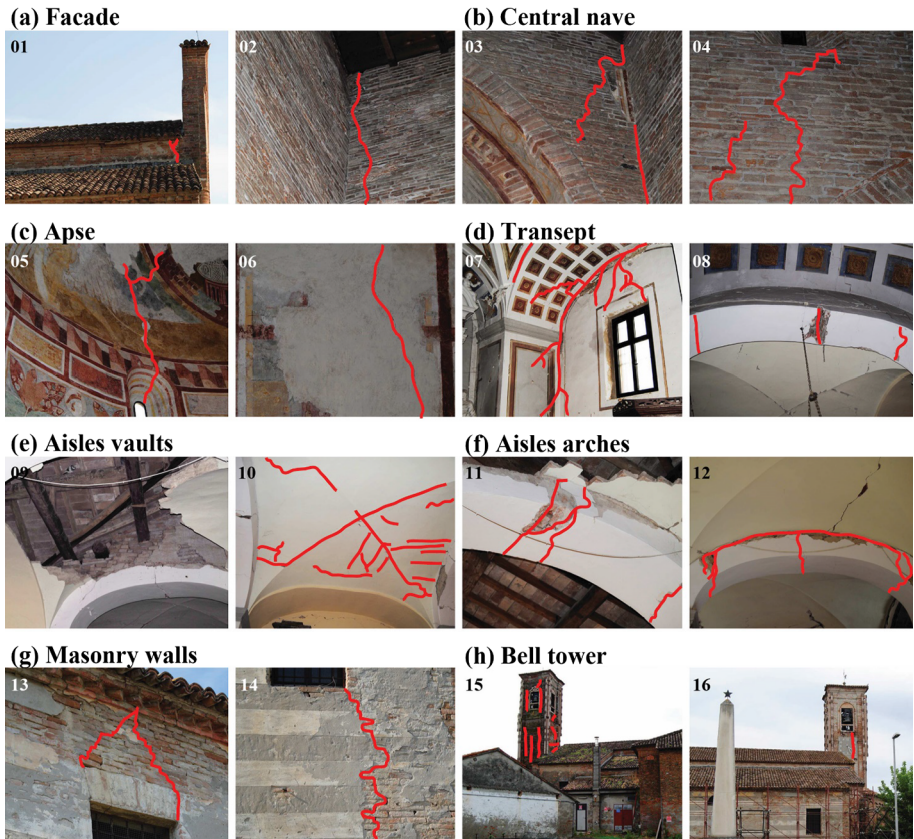 (a) Facade
(b) Central nave
01
02
03
04
(c) Apse
(d) Transept
05
06
07
08
(e) Aisles vaults
(f) Aisles arches
09
10
11
12
(g) Masonry walls
(h) Bell tower
13
14
15
16